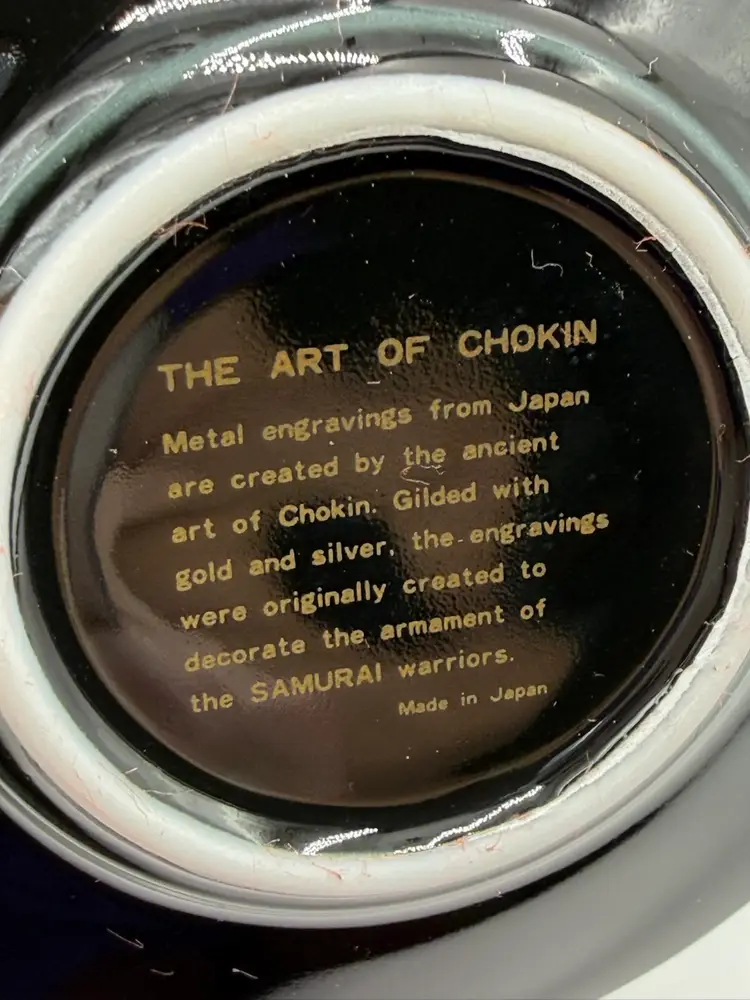 THE ART OF CHOKIN
Metal engravings from Japan
are created by the ancient
art of Chokin. Gilded with
gold and silver, the engravings
were originally created to
decorate the armament of
the SAMURAI warriors.
Made in Japan